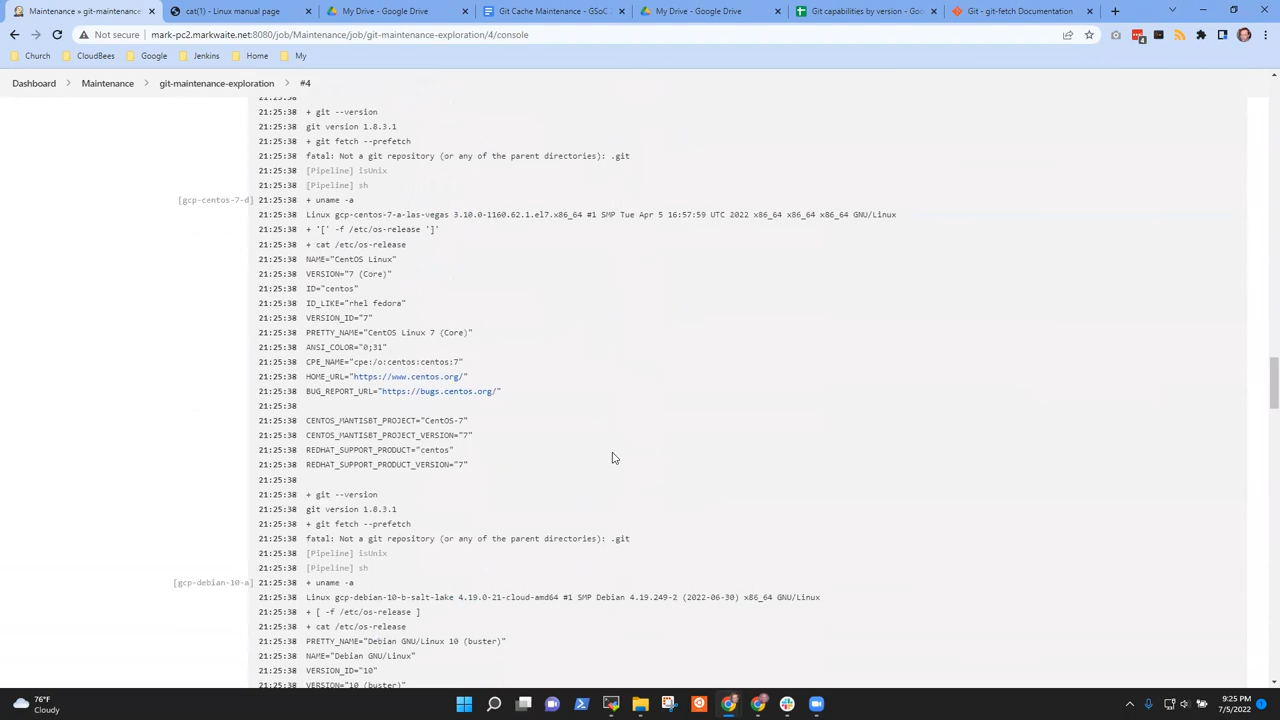 Maintenance » git-maintenance-
cat(1) - Linux manual page
My Drive - Google Drive
Git Cache Maintenance - GSoC
My Drive - Google Drive
Git capabilities by version - Goo
Git - git-fetch Documentation
Not secure
mark-pc2.markwaite.net:8080/job/Maintenance/job/git-maintenance-exploration/4/console
4
Church
CloudBees
Google
Jenkins
Home
My
Dashboard
Maintenance
git-maintenance-exploration
#4
21:25:38
21:25:38 + git --version
21:25:38 git version 1.8.3.1
21:25:38 + git fetch --prefetch
21:25:38 fatal: Not a git repository (or any of the parent directories): .git
21:25:38 [Pipeline] isUnix
21:25:38 [Pipeline] sh
[gcp-centos-7-d] 21:25:38 + uname -a
21:25:38 Linux gcp-centos-7-a-las-vegas 3.10.0-1160.62.1.el7.x86_64 #1 SMP Tue Apr 5 16:57:59 UTC 2022 x86_64 x86_64 x86_64 GNU/Linux
21:25:38 + '[' -f /etc/os-release ']'
21:25:38 + cat /etc/os-release
21:25:38 NAME="CentOS Linux"
21:25:38 VERSION="7 (Core)"
21:25:38 ID="centos"
21:25:38 ID_LIKE="rhel fedora"
21:25:38 VERSION_ID="7"
21:25:38 PRETTY_NAME="CentOS Linux 7 (Core)"
21:25:38 ANSI_COLOR="0;31"
21:25:38 CPE_NAME="cpe:/o:centos:centos:7"
21:25:38 HOME_URL="https://www.centos.org/"
21:25:38 BUG_REPORT_URL="https://bugs.centos.org/"
21:25:38
21:25:38 CENTOS_MANTISBT_PROJECT="CentOS-7"
21:25:38 CENTOS_MANTISBT_PROJECT_VERSION="7"
21:25:38 REDHAT_SUPPORT_PRODUCT="centos"
21:25:38 REDHAT_SUPPORT_PRODUCT_VERSION="7"
21:25:38
21:25:38 + git --version
21:25:38 git version 1.8.3.1
21:25:38 + git fetch --prefetch
21:25:38 fatal: Not a git repository (or any of the parent directories): .git
21:25:38 [Pipeline] isUnix
21:25:38 [Pipeline] sh
[gcp-debian-10-a] 21:25:38 + uname -a
21:25:38 Linux gcp-debian-10-b-salt-lake 4.19.0-21-cloud-amd64 #1 SMP Debian 4.19.249-2 (2022-06-30) x86_64 GNU/Linux
21:25:38 + [ -f /etc/os-release ]
21:25:38 + cat /etc/os-release
21:25:38 PRETTY_NAME="Debian GNU/Linux 10 (buster)"
21:25:38 NAME="Debian GNU/Linux"
21:25:38 VERSION_ID="10"
21:25:38 VERSION="10 (buster)"
76°F
Cloudy
9:25 PM
7/5/2022